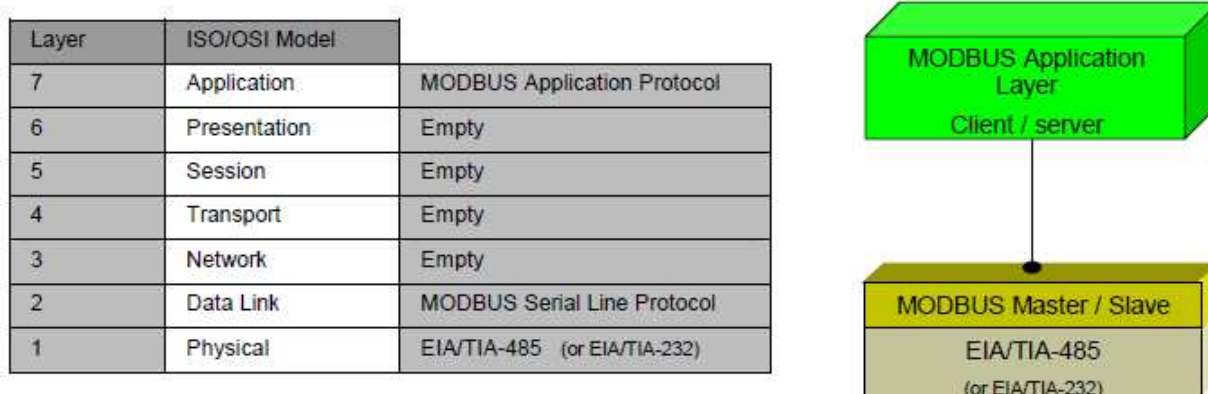 Layer ISO/OSI Model
7 Application MODBUS Application Protocol
6 Presentation Empty
5 Session Empty
4 Transport Empty
3 Network Empty
2 Data Link MODBUS Serial Line Protocol
1 Physical EIA/TIA-485 (or EIA/TIA-232)
MODBUS Application
Layer
Client / server
MODBUS Master / Slave
EIA/TIA-485
(or EIA/TIA-232)